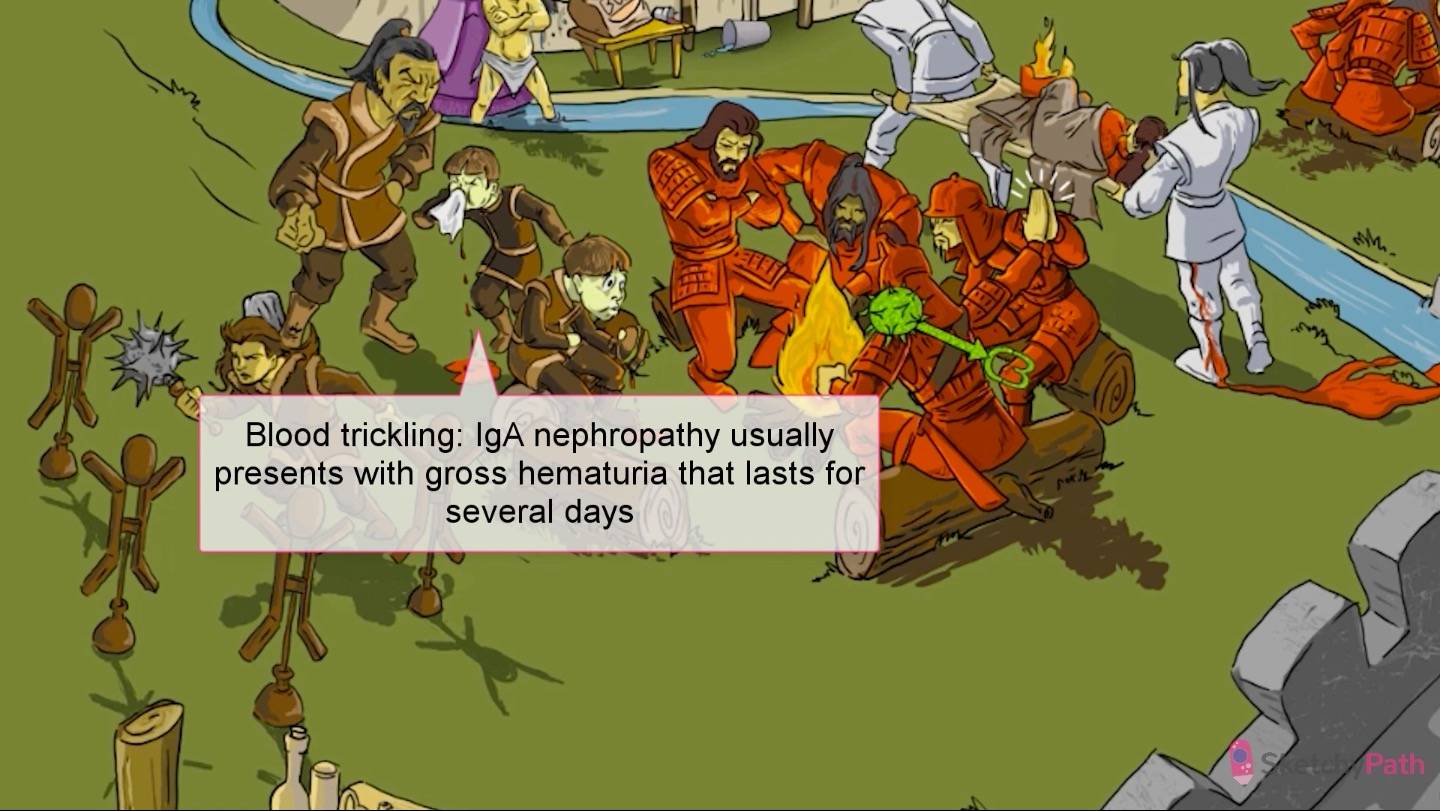 Blood trickling: IgA nephropathy usually
presents with gross hematuria that lasts for
several days
SketchyPath